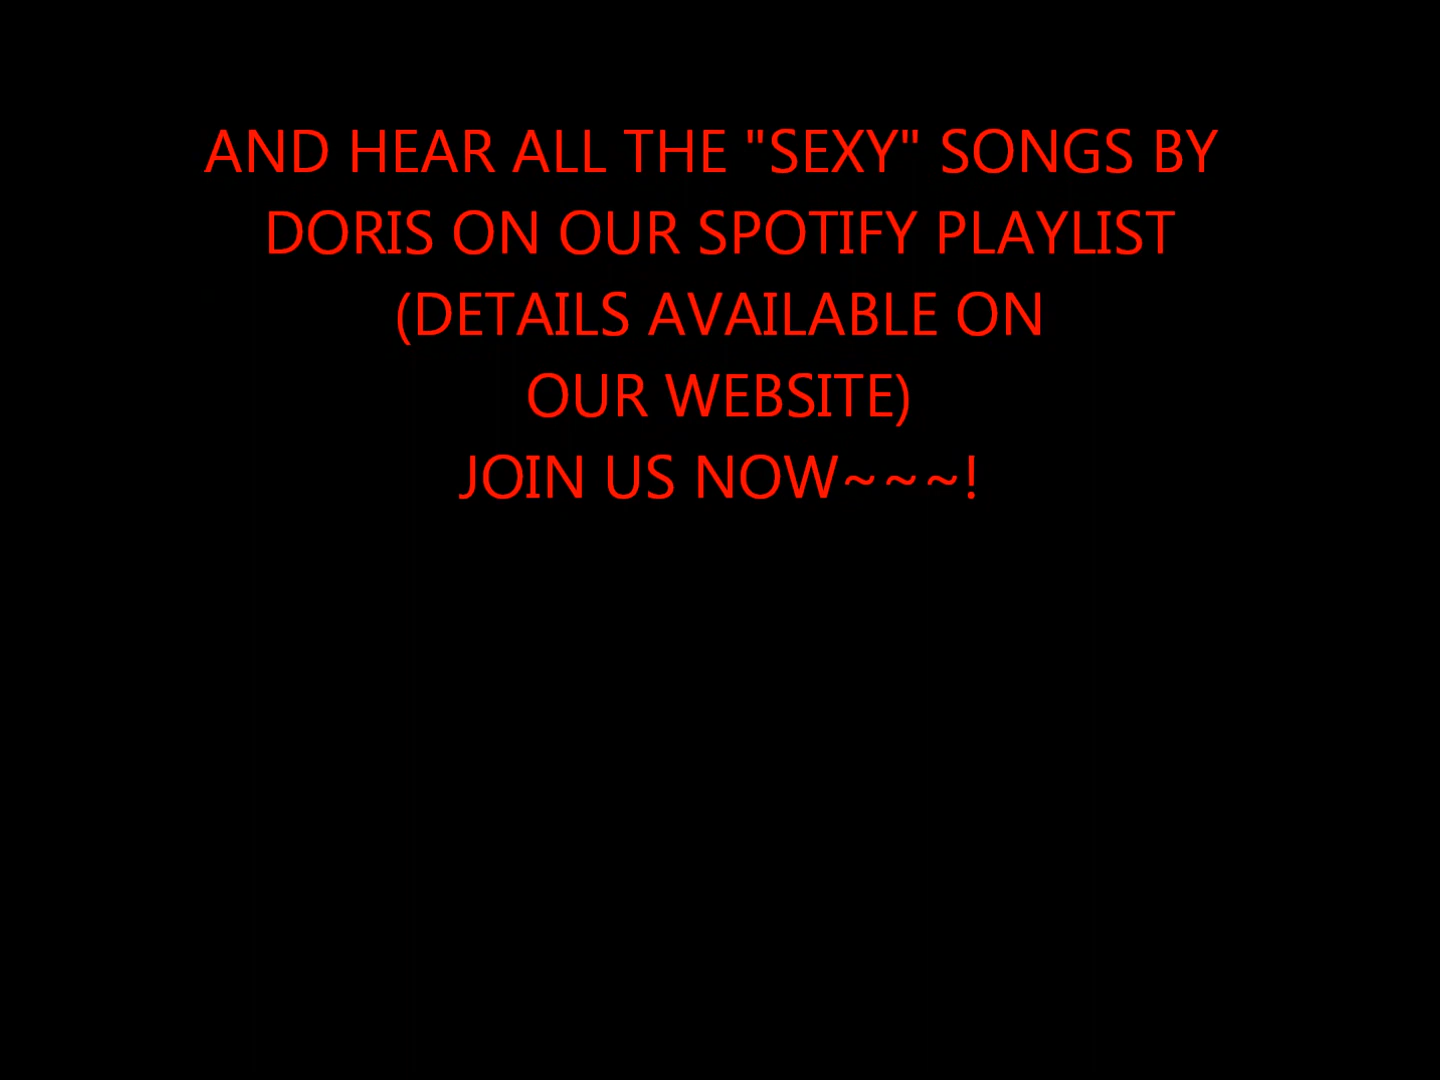 AND HEAR ALL THE "SEXY" SONGS BY
DORIS ON OUR SPOTIFY PLAYLIST
(DETAILS AVAILABLE ON
OUR WEBSITE)
JOIN US NOW~~~!